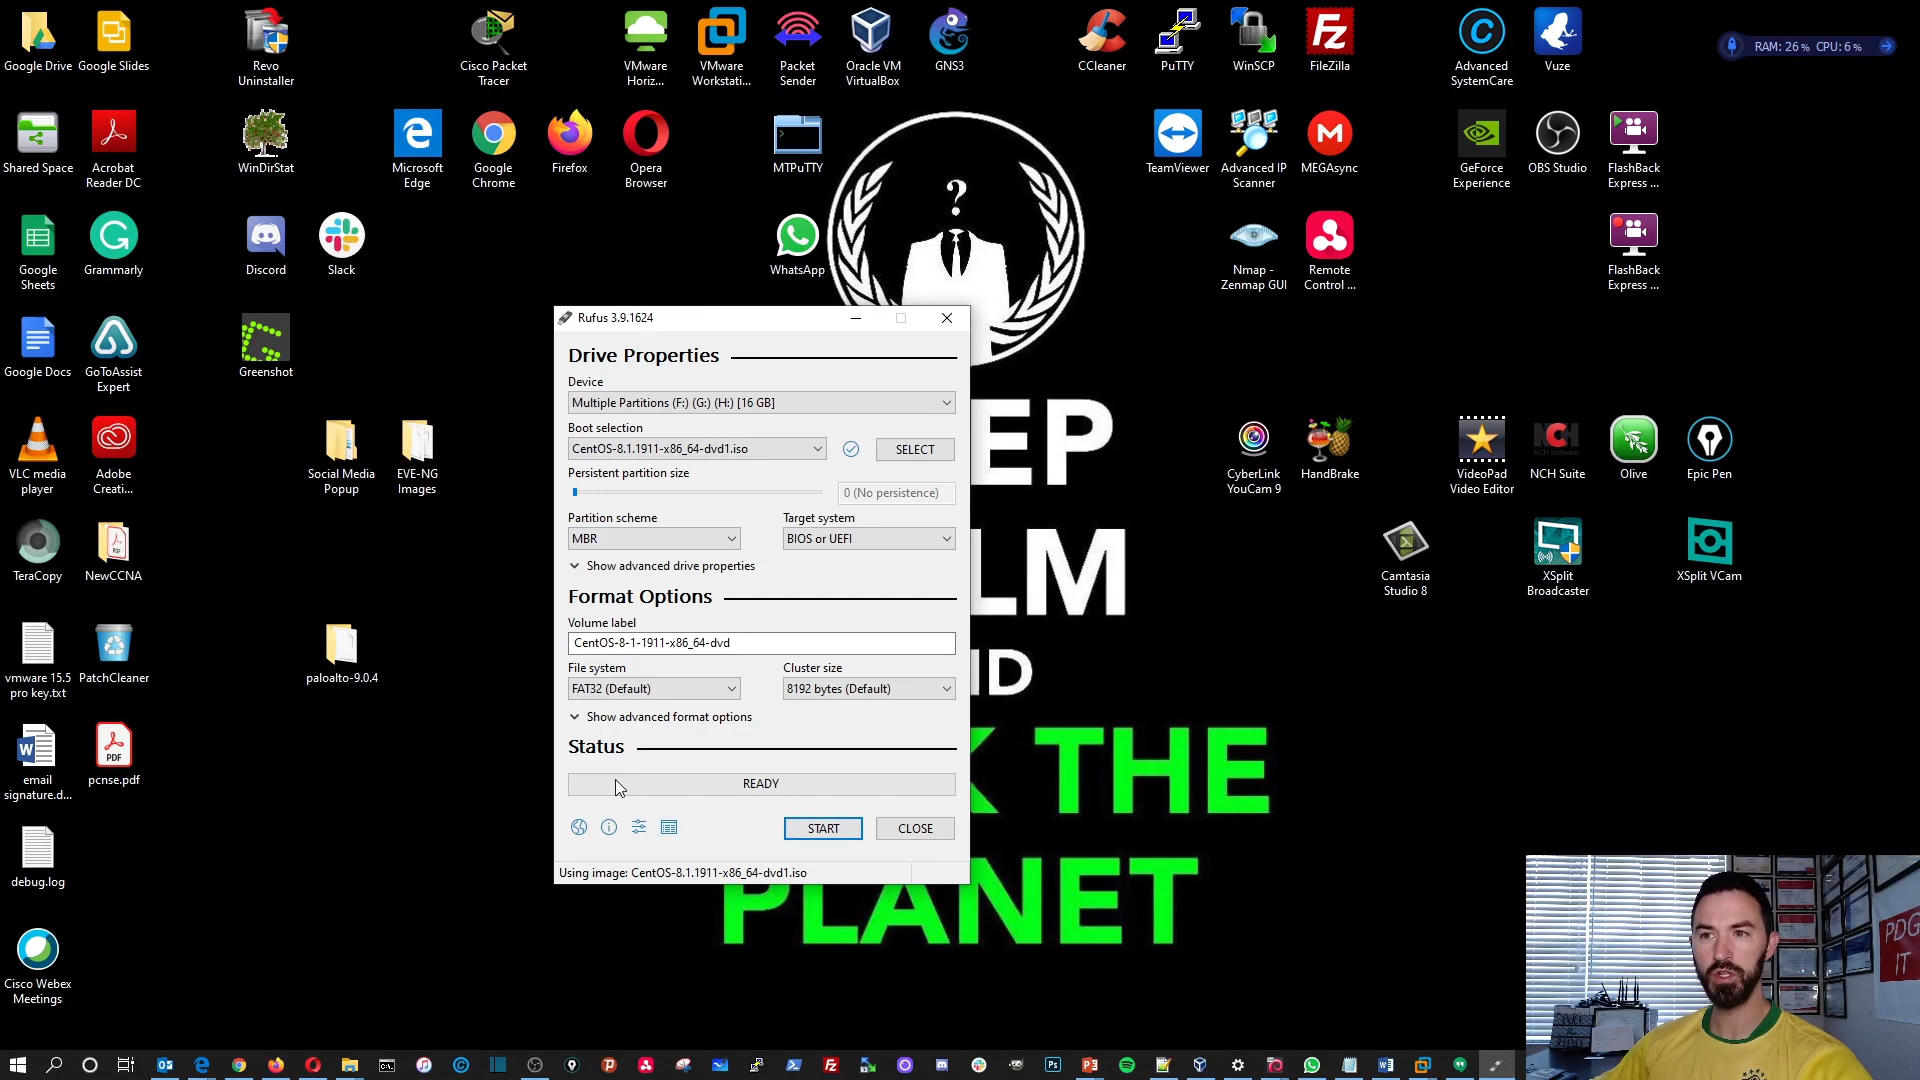 Google Drive
Google Slides
Revo
Uninstaller
Cisco Packet
Tracer
VMware
Horiz...
VMware
Workstati...
Packet
Sender
Oracle VM
VirtualBox
GNS3
CCleaner
PuTTY
WinSCP
FileZilla
Advanced
SystemCare
Vuze
RAM: 26 % CPU: 6 %
Shared Space
Acrobat
Reader DC
WinDirStat
Microsoft
Edge
Google
Chrome
Firefox
Opera
Browser
MTPuTTY
TeamViewer
Advanced IP
Scanner
MEGAsync
GeForce
Experience
OBS Studio
FlashBack
Express ...
?
Google
Sheets
Grammarly
Discord
Slack
WhatsApp
Nmap -
Zenmap GUI
Remote
Control ...
FlashBack
Express ...
Google Docs
GoToAssist
Expert
Greenshot
VLC media
player
Adobe
Creati...
Social Media
Popup
EVE-NG
Images
CyberLink
YouCam 9
HandBrake
VideoPad
Video Editor
NCH Suite
Olive
Epic Pen
TeraCopy
NewCCNA
Camtasia
Studio 8
XSplit
Broadcaster
XSplit VCam
vmware 15.5
pro key.txt
PatchCleaner
paloalto-9.0.4
email
signature.d...
pcnse.pdf
debug.log
Cisco Webex
Meetings
Rufus 3.9.1624
Drive Properties
Device
Multiple Partitions (F:) (G:) (H:) [16 GB]
Boot selection
CentOS-8.1.1911-x86_64-dvd1.iso
SELECT
Persistent partition size
0 (No persistence)
Partition scheme
Target system
MBR
BIOS or UEFI
Show advanced drive properties
Format Options
Volume label
CentOS-8-1-1911-x86_64-dvd
File system
Cluster size
FAT32 (Default)
8192 bytes (Default)
Show advanced format options
Status
READY
START
CLOSE
Using image: CentOS-8.1.1911-x86_64-dvd1.iso
EP
LM
ND
K THE
PLANET
PDG
IT